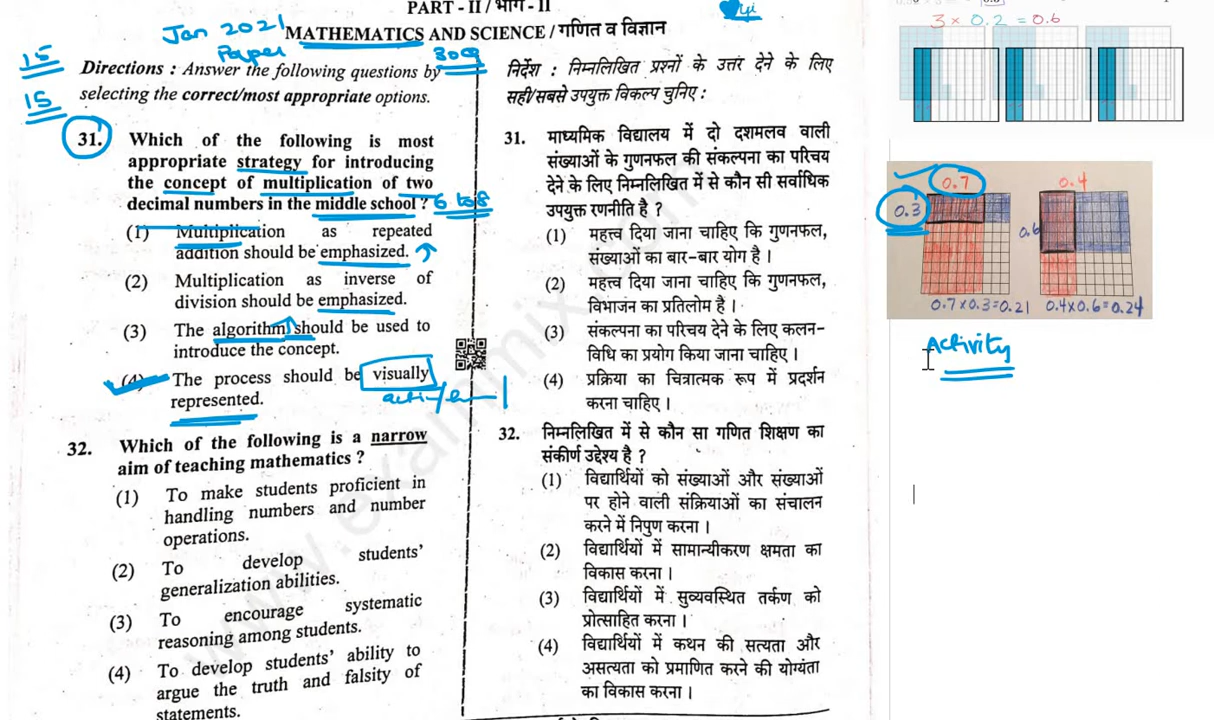 PART - II / भाग - II
Jan 2021
Paper
MATHEMATICS AND SCIENCE / गणित व विज्ञान
15
15
30Q
Directions : Answer the following questions by
selecting the correct/most appropriate options.
31. Which of the following is most
appropriate strategy for introducing
the concept of multiplication of two
decimal numbers in the middle school ?
6 to 8
(1) Multiplication as repeated
addition should be emphasized.
(2) Multiplication as inverse of
division should be emphasized.
(3) The algorithm should be used to
introduce the concept.
(4) The process should be visually
represented.
32. Which of the following is a narrow
aim of teaching mathematics ?
(1) To make students proficient in
handling numbers and number
operations.
(2) To develop students'
generalization abilities.
(3) To encourage systematic
reasoning among students.
(4) To develop students' ability to
argue the truth and falsity of
statements.
निर्देश : निम्नलिखित प्रश्नों के उत्तर देने के लिए
सही/सबसे उपयुक्त विकल्प चुनिए :
31. माध्यमिक विद्यालय में दो दशमलव वाली
संख्याओं के गुणनफल की संकल्पना का परिचय
देने के लिए निम्नलिखित में से कौन सी सर्वाधिक
उपयुक्त रणनीति है ?
(1) महत्त्व दिया जाना चाहिए कि गुणनफल,
संख्याओं का बार-बार योग है।
(2) महत्त्व दिया जाना चाहिए कि गुणनफल,
विभाजंन का प्रतिलोम है।
(3) संकल्पना का परिचय देने के लिए कलन-
विधि का प्रयोग किया जाना चाहिए।
(4) प्रक्रिया का चित्रात्मक रूप में प्रदर्शन
करना चाहिए।
32. निम्नलिखित में से कौन सा गणित शिक्षण का
संकीर्ण उद्देश्य है ?
(1) विद्यार्थियों को संख्याओं और संख्याओं
पर होने वाली संक्रियाओं का संचालन
करने में निपुण करना।
(2) विद्यार्थियों में सामान्यीकरण क्षमता का
विकास करना।
(3) विद्यार्थियों में सुव्यवस्थित तर्कण को
प्रोत्साहित करना।
(4) विद्यार्थियों में कथन की सत्यता और
असत्यता को प्रमाणित करने की योग्यता
का विकास करना।
3 × 0.2 = 0.6
0.7
0.4
0.3
0.6
0.7×0.3=0.21
0.4×0.6=0.24
Activity